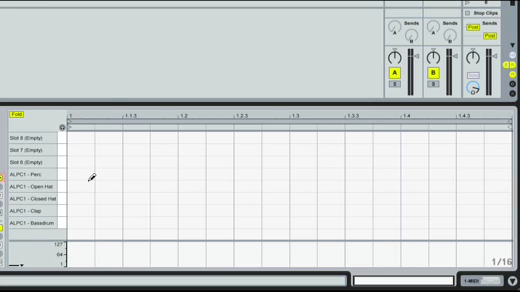 Stop Clips
Sends
Sends
Sends
A
A
Post
B
B
Post
A
B
Solo
S
S
Fold
1
1.1.3
1.2
1.2.3
1.3
1.3.3
1.4
1.4.3
Slot 8 (Empty)
Slot 7 (Empty)
Slot 6 (Empty)
ALPC1 - Perc
ALPC1 - Open Hat
ALPC1 - Closed Hat
ALPC1 - Clap
ALPC1 - Bassdrum
127
64
1
1/16
1-MIDI